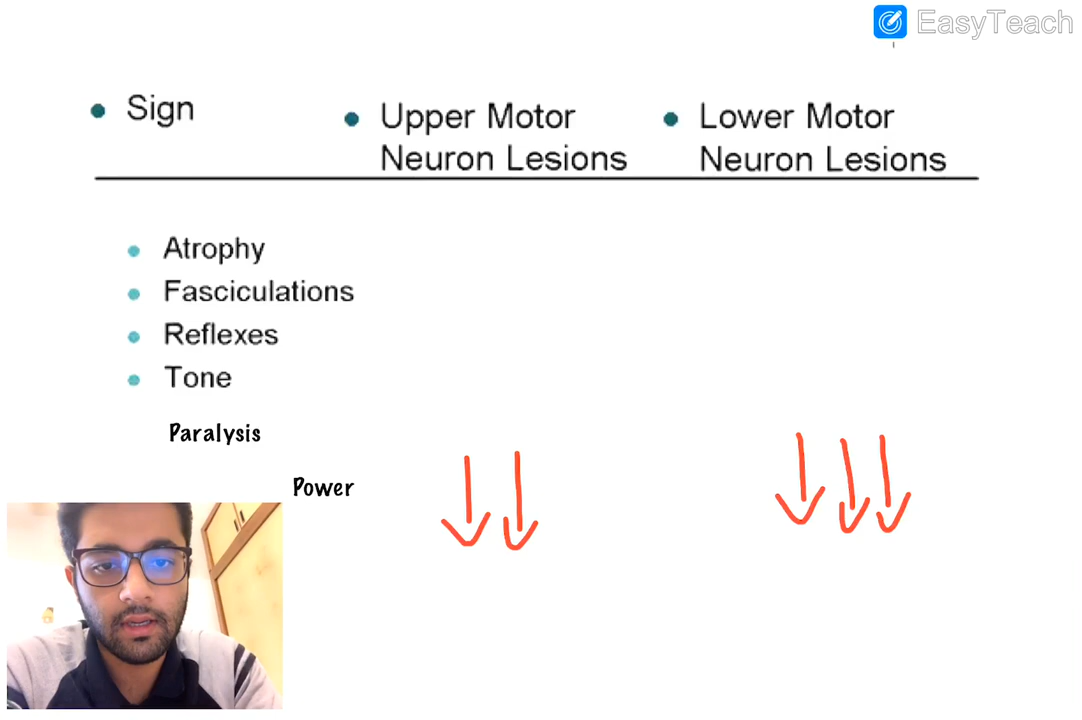 EasyTeach
Sign
Upper Motor
Neuron Lesions
Lower Motor
Neuron Lesions
Atrophy
Fasciculations
Reflexes
Tone
Paralysis
Power